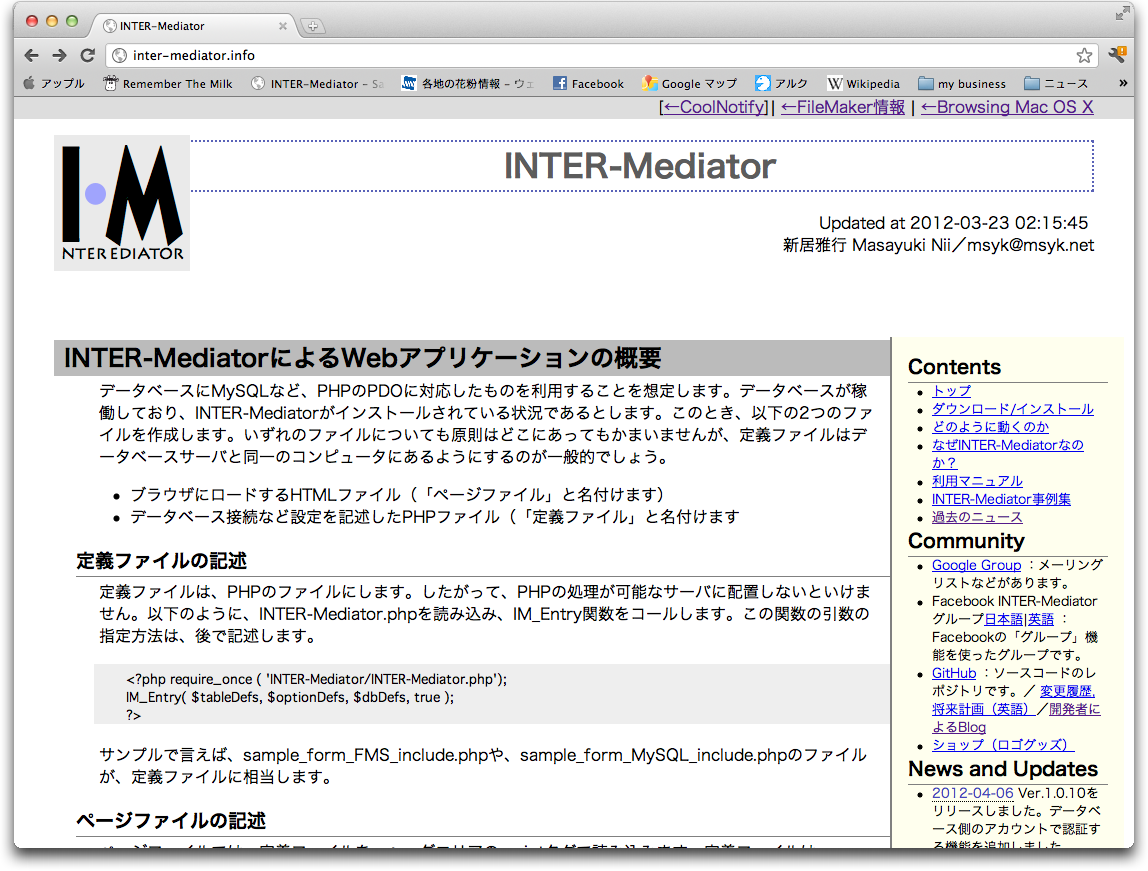 INTER-Mediator
inter-mediator.info
アップル
Remember The Milk
INTER-Mediator - Sa
各地の花粉情報 - ウェ
Facebook
Google マップ
アルク
Wikipedia
my business
ニュース
»
[←CoolNotify] | ←FileMaker情報 | ←Browsing Mac OS X
I·M
NTER EDIATOR
INTER-Mediator
Updated at 2012-03-23 02:15:45
新居雅行 Masayuki Nii／msyk@msyk.net
INTER-MediatorによるWebアプリケーションの概要
データベースにMySQLなど、PHPのPDOに対応したものを利用することを想定します。データベースが稼
働しており、INTER-Mediatorがインストールされている状況であるとします。このとき、以下の2つのファ
イルを作成します。いずれのファイルについても原則はどこにあってもかまいませんが、定義ファイルはデ
ータベースサーバと同一のコンピュータにあるようにするのが一般的でしょう。
• ブラウザにロードするHTMLファイル（「ページファイル」と名付けます）
• データベース接続など設定を記述したPHPファイル（「定義ファイル」と名付けます
定義ファイルの記述
定義ファイルは、PHPのファイルにします。したがって、PHPの処理が可能なサーバに配置しないといけま
せん。以下のように、INTER-Mediator.phpを読み込み、IM_Entry関数をコールします。この関数の引数の
指定方法は、後で記述します。
<?php require_once ( 'INTER-Mediator/INTER-Mediator.php');
IM_Entry( $tableDefs, $optionDefs, $dbDefs, true );
?>
サンプルで言えば、sample_form_FMS_include.phpや、sample_form_MySQL_include.phpのファイル
が、定義ファイルに相当します。
ページファイルの記述
Contents
• トップ
• ダウンロード/インストール
• どのように動くのか
• なぜINTER-Mediatorなの
か？
• 利用マニュアル
• INTER-Mediator事例集
• 過去のニュース
Community
• Google Group ：メーリング
リストなどがあります。
• Facebook INTER-Mediator
グループ日本語|英語 ：
Facebookの「グループ」機
能を使ったグループです。
• GitHub ：ソースコードのレ
ポジトリです。／ 変更履歴,
将来計画（英語）／開発者に
よるBlog
• ショップ（ロゴグッズ）
News and Updates
• 2012-04-06 Ver.1.0.10を
リリースしました。データベ
ース側のアカウントで認証す
る機能を追加しました